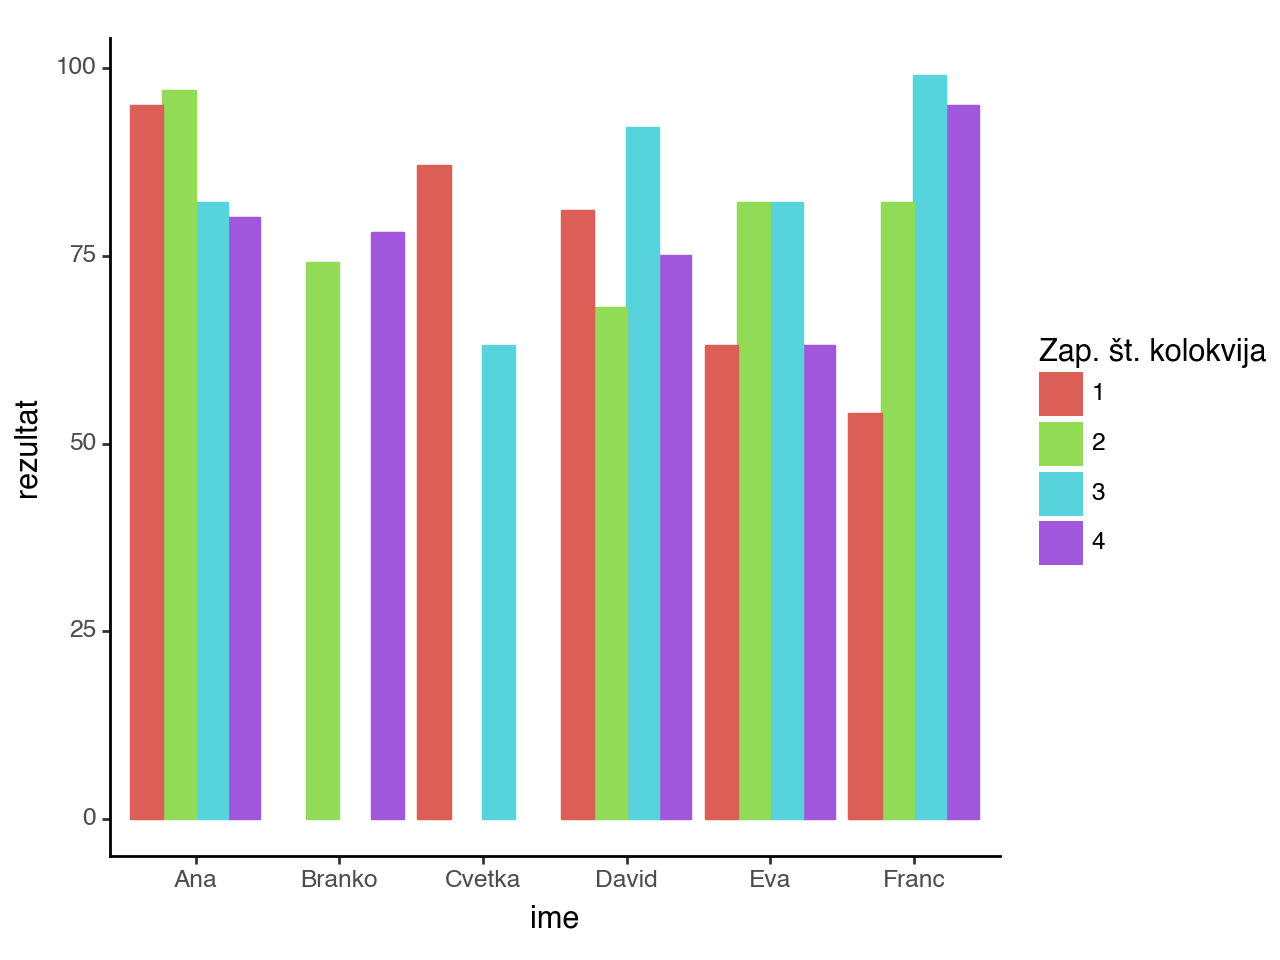 100
75
50
25
0
rezultat
Ana Branko Cvetka David Eva Franc
ime
Zap. št. kolokvija
1
2
3
4